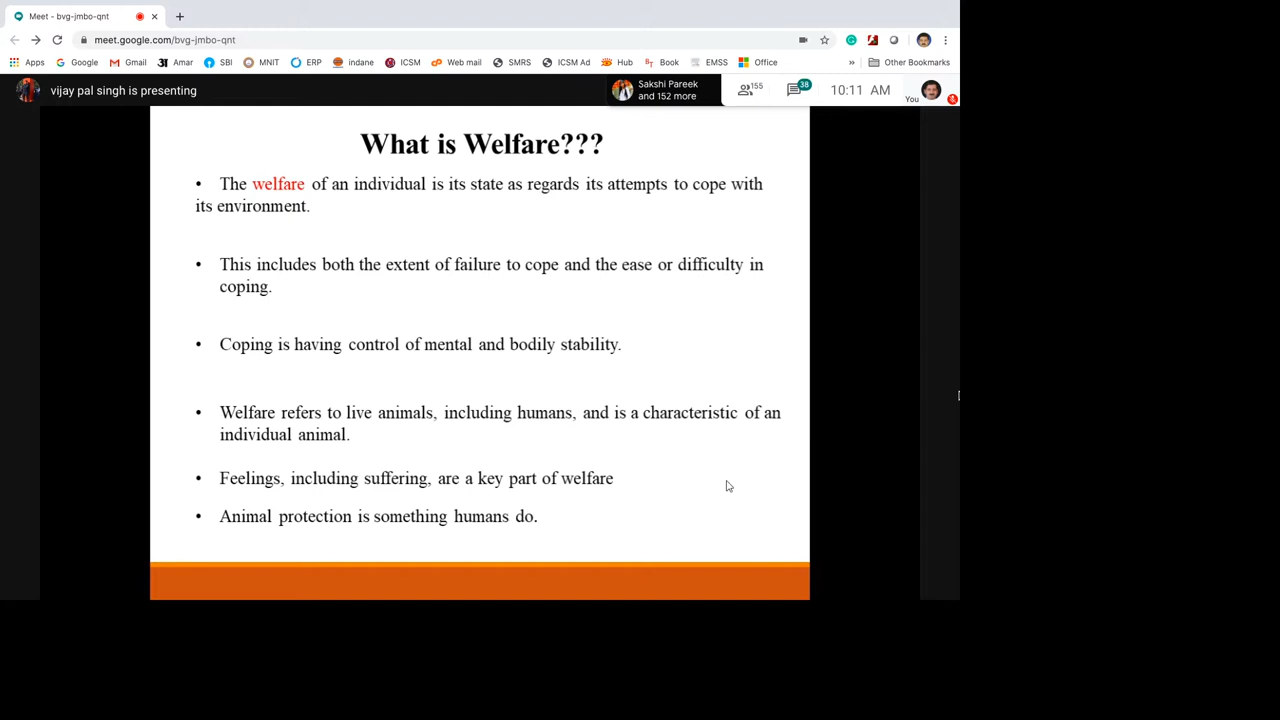 Meet - bvg-jmbo-qnt
meet.google.com/bvg-jmbo-qnt
Apps Google Gmail Amar SBI MNIT ERP indane ICSM Web mail SMRS ICSM Ad Hub Book EMSS Office » Other Bookmarks
vijay pal singh is presenting
Sakshi Pareek
and 152 more
155
38
10:11 AM
You
What is Welfare???
• The welfare of an individual is its state as regards its attempts to cope with
its environment.
• This includes both the extent of failure to cope and the ease or difficulty in
coping.
• Coping is having control of mental and bodily stability.
• Welfare refers to live animals, including humans, and is a characteristic of an
individual animal.
• Feelings, including suffering, are a key part of welfare
• Animal protection is something humans do.